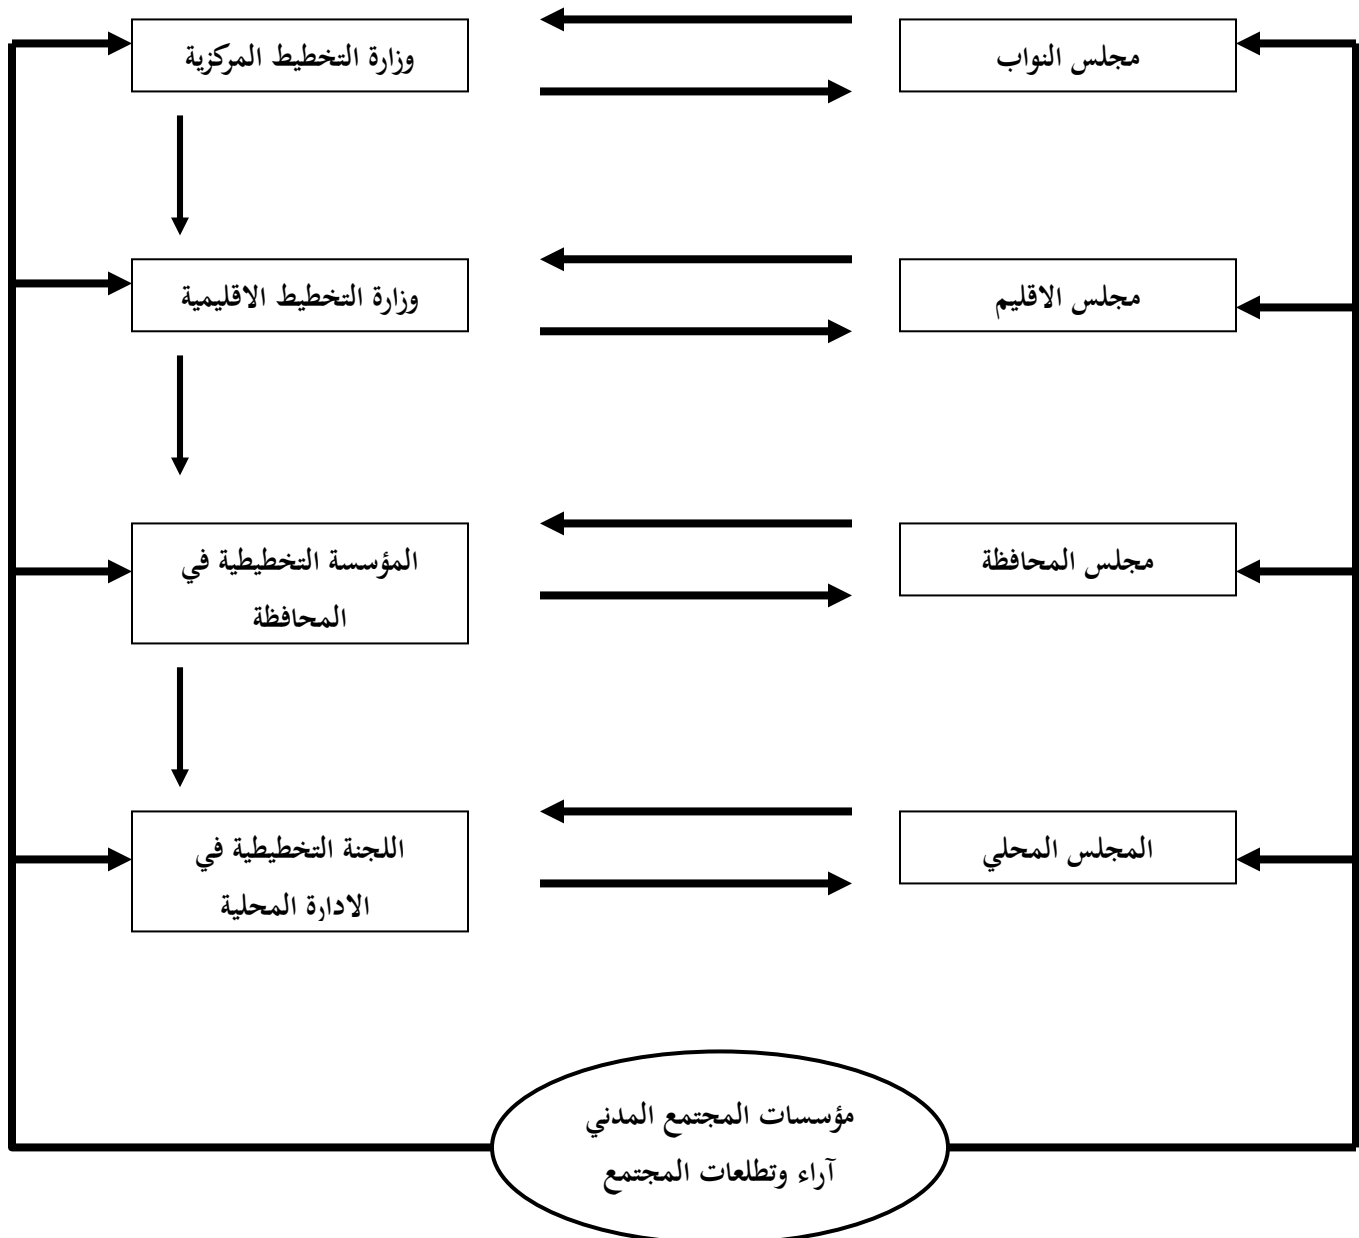 مجلس النواب
وزارة التخطيط المركزية
مجلس الاقليم
وزارة التخطيط الاقليمية
مجلس المحافظة
المؤسسة التخطيطية في
المحافظة
المجلس المحلي
اللجنة التخطيطية في
الادارة المحلية
مؤسسات المجتمع المدني
آراء وتطلعات المجتمع